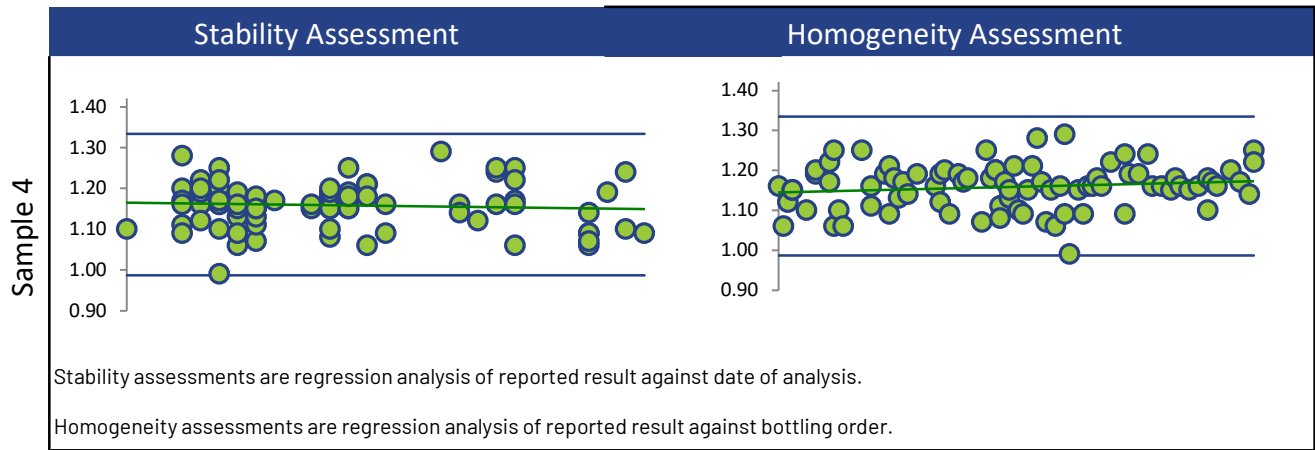 Stability Assessment
Homogeneity Assessment
Sample 4
1.40
1.30
1.20
1.10
1.00
0.90
1.40
1.30
1.20
1.10
1.00
0.90
Stability assessments are regression analysis of reported result against date of analysis.
Homogeneity assessments are regression analysis of reported result against bottling order.